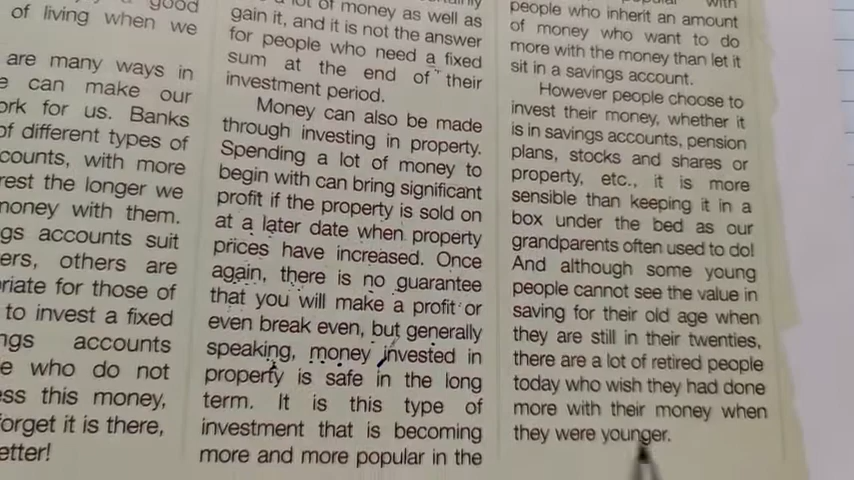 good
of living when we
are many ways in
can make our
ork for us. Banks
of different types of
counts, with more
rest the longer we
money with them.
gs accounts suit
ers, others are
riate for those of
to invest a fixed
ngs accounts
e who do not
ess this money,
forget it is there,
etter!
lot of money as well as
gain it, and it is not the answer
for people who need a fixed
sum at the end of their
investment period.
Money can also be made
through investing in property.
Spending a lot of money to
begin with can bring significant
profit if the property is sold on
at a later date when property
prices have increased. Once
again, there is no guarantee
that you will make a profit or
even break even, but generally
speaking, money invested in
property is safe in the long
term. It is this type of
investment that is becoming
more and more popular in the
with
people who inherit an amount
of money who want to do
more with the money than let it
sit in a savings account.
However people choose to
invest their money, whether it
is in savings accounts, pension
plans, stocks and shares or
property, etc., it is more
sensible than keeping it in a
box under the bed as our
grandparents often used to do!
And although some young
people cannot see the value in
saving for their old age when
they are still in their twenties,
there are a lot of retired people
today who wish they had done
more with their money when
they were younger.